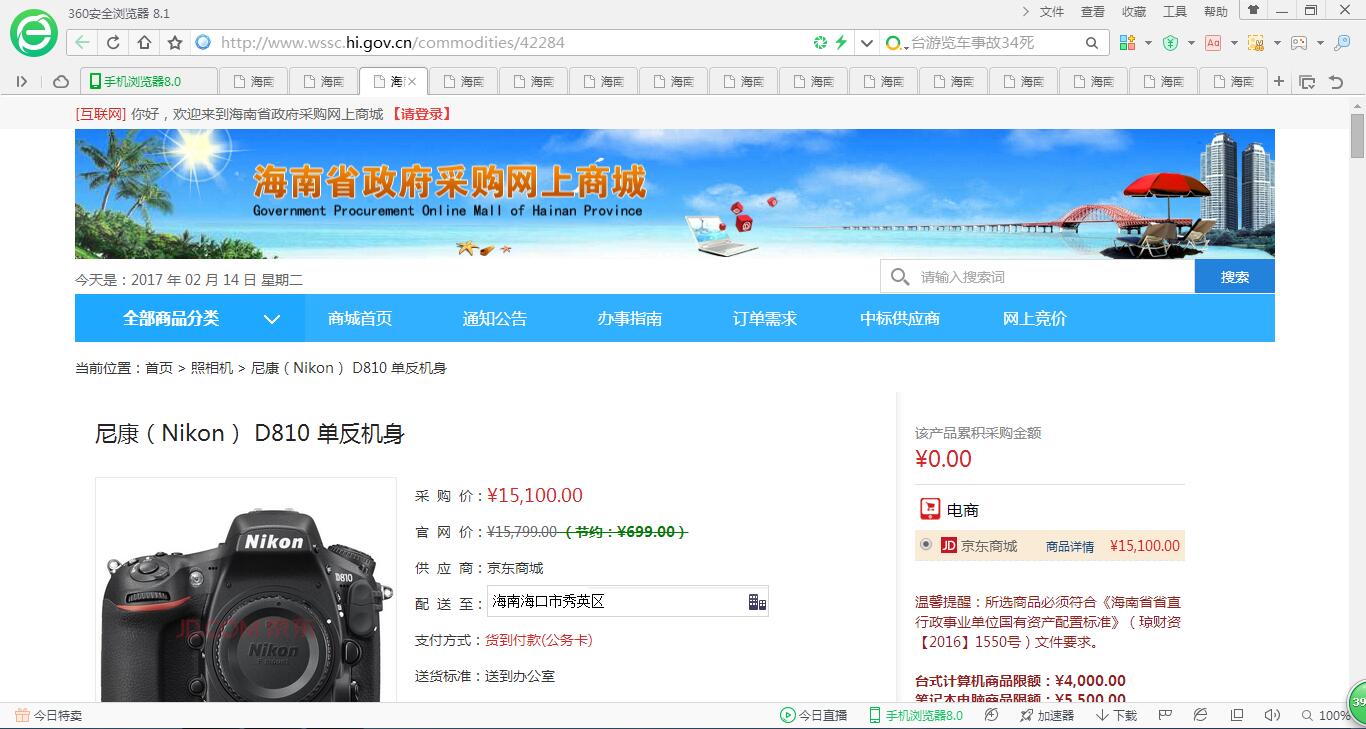 360安全浏览器 8.1
文件 查看 收藏 工具 帮助
http://www.wssc.hi.gov.cn/commodities/42284
台游览车事故34死
手机浏览器8.0 海南 海南 海 海南 海南 海南 海南 海南 海南 海南 海南 海南 海南 海南 海南
[互联网] 你好，欢迎来到海南省政府采购网上商城 【请登录】
海南省政府采购网上商城
Government Procurement Online Mall of Hainan Province
今天是：2017 年 02 月 14 日 星期二
请输入搜索词 搜索
全部商品分类 商城首页 通知公告 办事指南 订单需求 中标供应商 网上竞价
当前位置：首页 > 照相机 > 尼康（Nikon） D810 单反机身
尼康（Nikon） D810 单反机身
Nikon
D810
JD.COM 京东
Nikon
F mount
采 购 价：¥15,100.00
官 网 价：¥15,799.00（节约：¥699.00）
供 应 商：京东商城
配 送 至：海南海口市秀英区
支付方式：货到付款(公务卡)
送货标准：送到办公室
该产品累积采购金额
¥0.00
电商
JD 京东商城 商品详情 ¥15,100.00
温馨提醒：所选商品必须符合《海南省省直
行政事业单位国有资产配置标准》（琼财资
【2016】1550号）文件要求。
台式计算机商品限额：¥4,000.00
笔记本电脑商品限额：¥5,500.00
39
今日特卖 今日直播 手机浏览器8.0 加速器 下载 100%